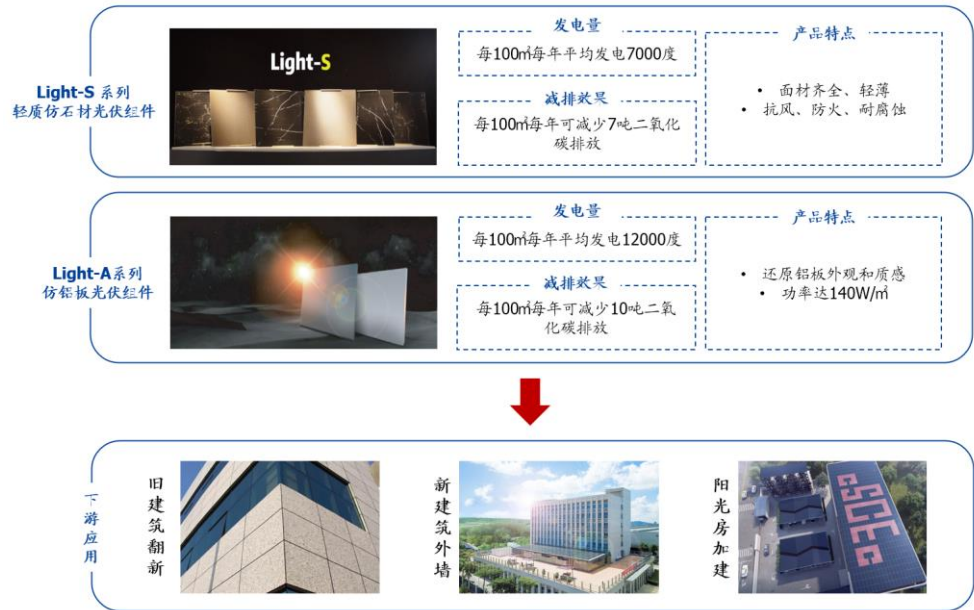 Light-S 系列
轻质仿石材光伏组件
Light-S
发电量
每100㎡每年平均发电7000度
减排效果
每100㎡每年可减少7吨二氧化
碳排放
产品特点
• 面材齐全、轻薄
• 抗风、防火、耐腐蚀
Light-A系列
仿铝板光伏组件
发电量
每100㎡每年平均发电12000度
减排效果
每100㎡每年可减少10吨二氧
化碳排放
产品特点
• 还原铝板外观和质感
• 功率达140W/㎡
下游应用
旧建筑翻新
新建筑外墙
阳光房加建
CSCEC